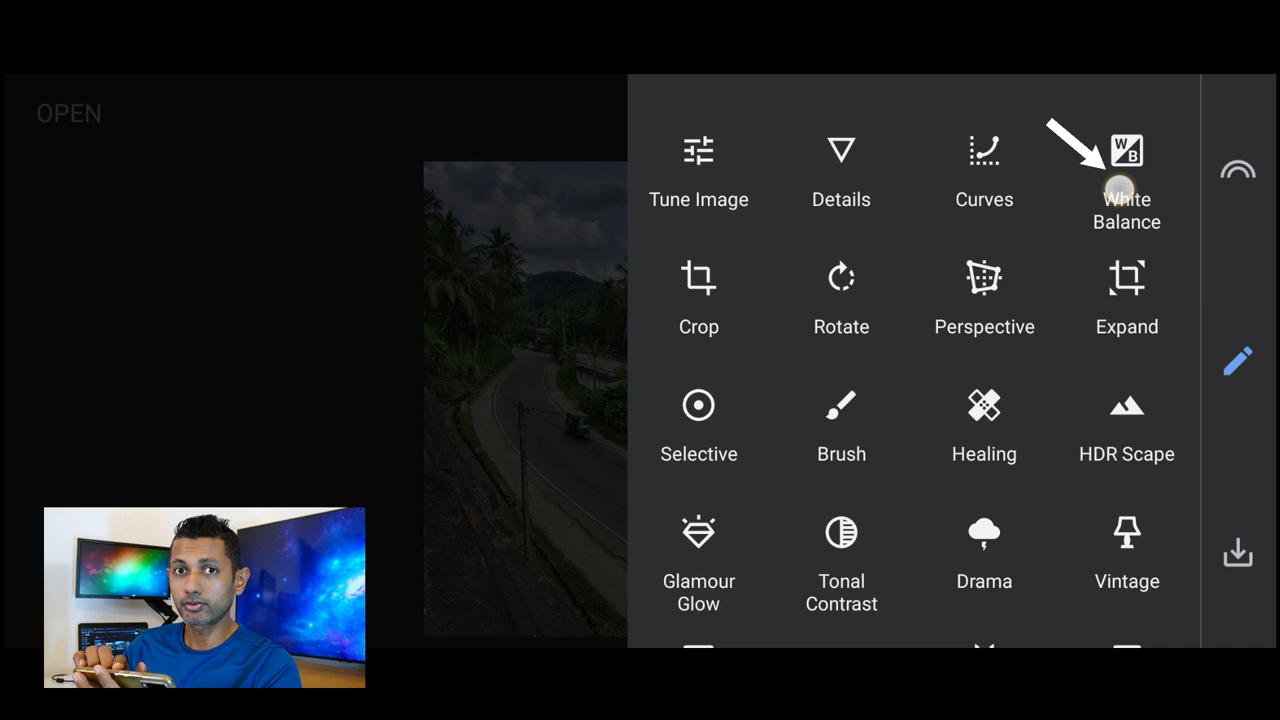 OPEN
Tune Image
Details
Curves
WB
White
Balance
Crop
Rotate
Perspective
Expand
Selective
Brush
Healing
HDR Scape
Glamour
Glow
Tonal
Contrast
Drama
Vintage